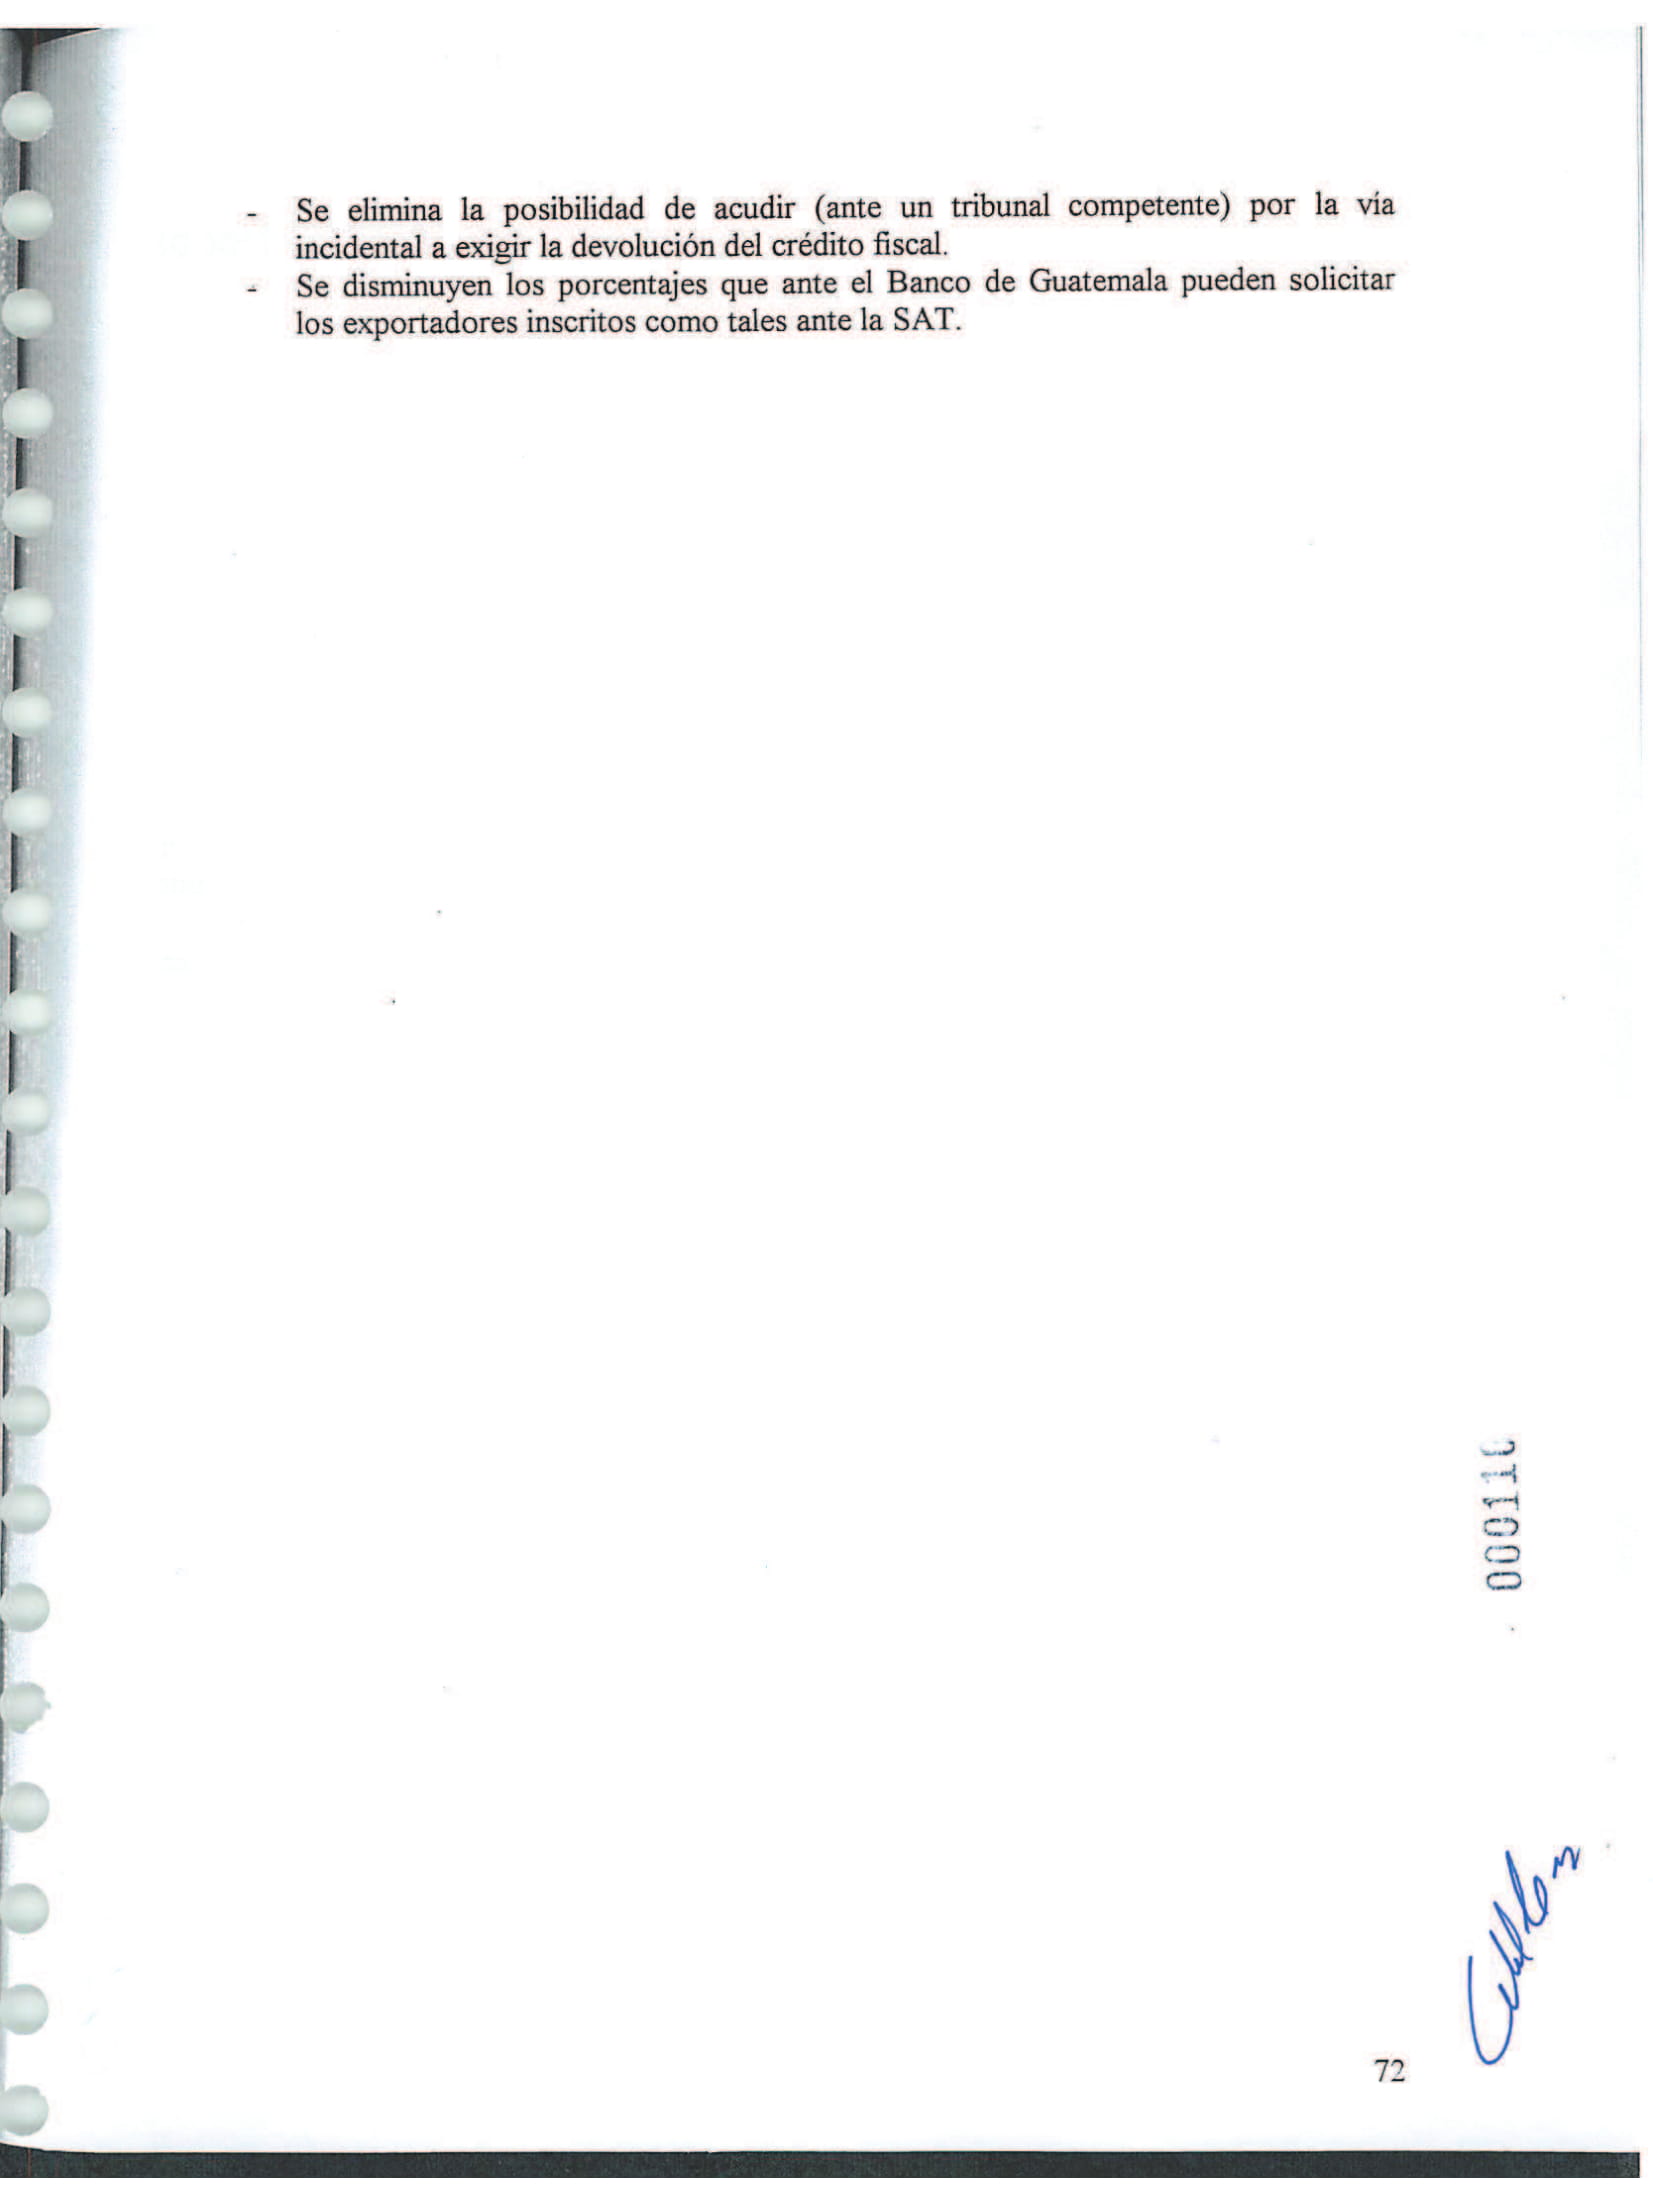 - Se elimina la posibilidad de acudir (ante un tribunal competente) por la vía
incidental a exigir la devolución del crédito fiscal.
- Se disminuyen los porcentajes que ante el Banco de Guatemala pueden solicitar
los exportadores inscritos como tales ante la SAT.
000110
72